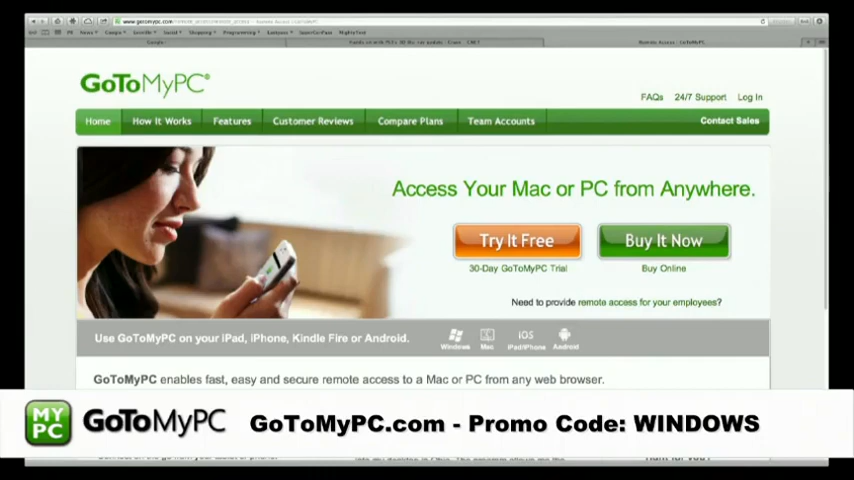 www.gotomypc.com
GoToMyPC®
FAQs 24/7 Support Log In
Home How It Works Features Customer Reviews Compare Plans Team Accounts Contact Sales
Access Your Mac or PC from Anywhere.
Try It Free Buy It Now
30-Day GoToMyPC Trial Buy Online
Need to provide remote access for your employees?
Use GoToMyPC on your iPad, iPhone, Kindle Fire or Android.
iOS
Windows Mac iPad/iPhone Android
GoToMyPC enables fast, easy and secure remote access to a Mac or PC from any web browser.
MY PC GoToMyPC GoToMyPC.com - Promo Code: WINDOWS